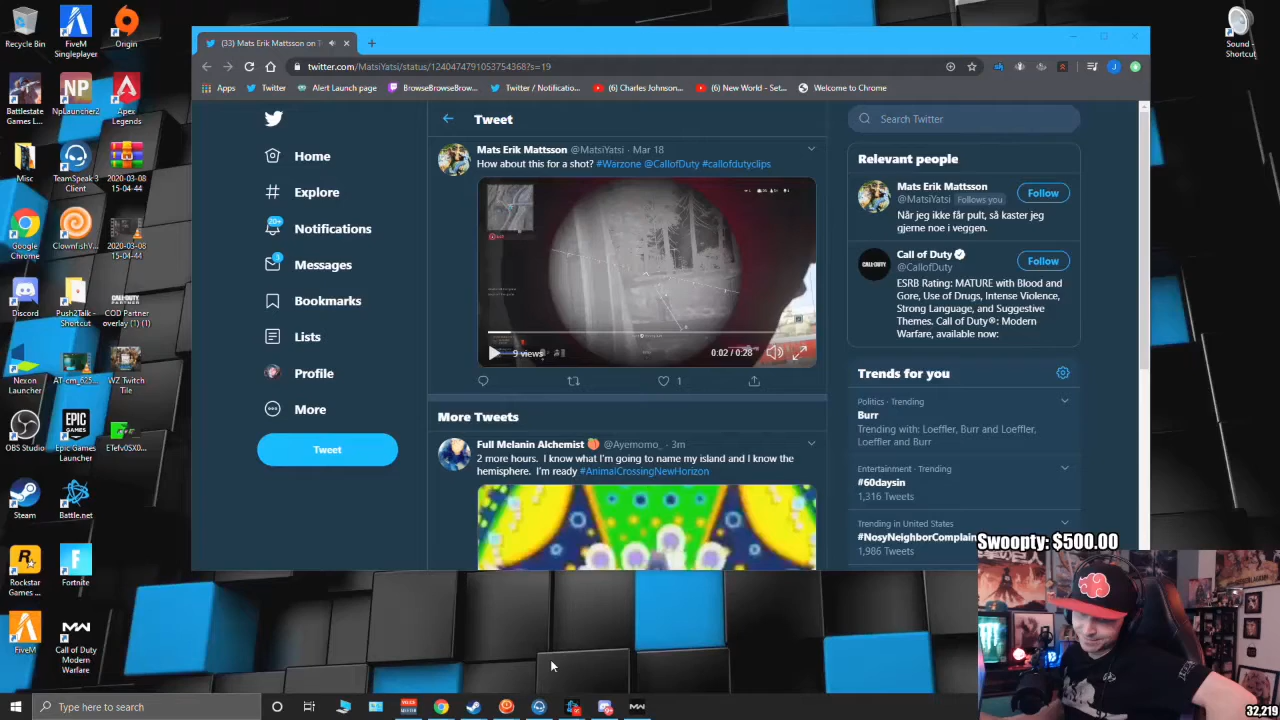 Recycle Bin
FiveM Singleplayer
Origin
Battlestate Games L...
NpLauncher2
Apex Legends
Misc
TeamSpeak 3 Client
2020-03-08 15-04-44
Google Chrome
ClownfishV...
2020-03-08 15-04-44
Discord
Push2Talk - Shortcut
COD Partner overlay (1) (1)
Nexon Launcher
AT-cm_625...
WZ Twitch Tile
OBS Studio
Epic Games Launcher
ETefv0SX0...
Steam
Battle.net
Rockstar Games ...
Fortnite
FiveM
Call of Duty Modern Warfare
Sound - Shortcut
(33) Mats Erik Mattsson on T
twitter.com/MatsiYatsi/status/1240474791053754368?s=19
Apps
Twitter
Alert Launch page
BrowseBrowseBrow...
Twitter / Notificatio...
(6) Charles Johnson...
(6) New World - Set...
Welcome to Chrome
Home
Explore
20+
Notifications
3
Messages
Bookmarks
Lists
Profile
More
Tweet
Tweet
Mats Erik Mattsson @MatsiYatsi · Mar 18
How about this for a shot? #Warzone @CallofDuty #callofdutyclips
9 views
0:02 / 0:28
1
More Tweets
Full Melanin Alchemist 🍑 @Ayemomo_ · 3m
2 more hours. I know what I'm going to name my island and I know the
hemisphere. I'm ready #AnimalCrossingNewHorizon
Search Twitter
Relevant people
Mats Erik Mattsson
@MatsiYatsi Follows you
Follow
Når jeg ikke får pult, så kaster jeg
gjerne noe i veggen.
CALL·DUTY
Call of Duty
@CallofDuty
Follow
ESRB Rating: MATURE with Blood and
Gore, Use of Drugs, Intense Violence,
Strong Language, and Suggestive
Themes. Call of Duty®: Modern
Warfare, available now:
Trends for you
Politics · Trending
Burr
Trending with: Loeffler, Burr and Loeffler,
Loeffler and Burr
Entertainment · Trending
#60daysin
1,316 Tweets
Trending in United States
#NosyNeighborComplain
1,986 Tweets
Swoopty: $500.00
Type here to search
32,219